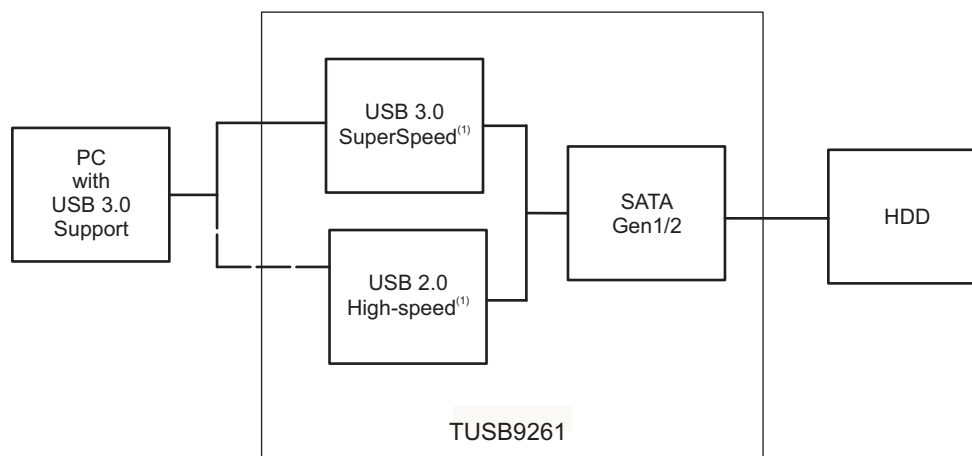 PC
with
USB 3.0
Support
USB 3.0
SuperSpeed(1)
USB 2.0
High-speed(1)
SATA
Gen1/2
HDD
TUSB9261